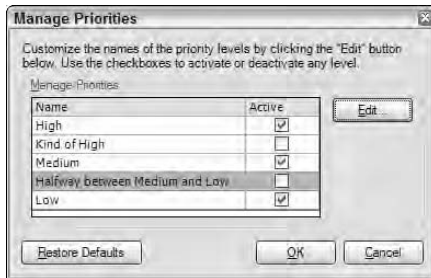 Manage Priorities
Customize the names of the priority levels by clicking the "Edit" button
below. Use the checkboxes to activate or deactivate any level.
Manage Priorities
Name Active
High
Kind of High
Medium
Halfway between Medium and Low
Low
Edit...
Restore Defaults OK Cancel